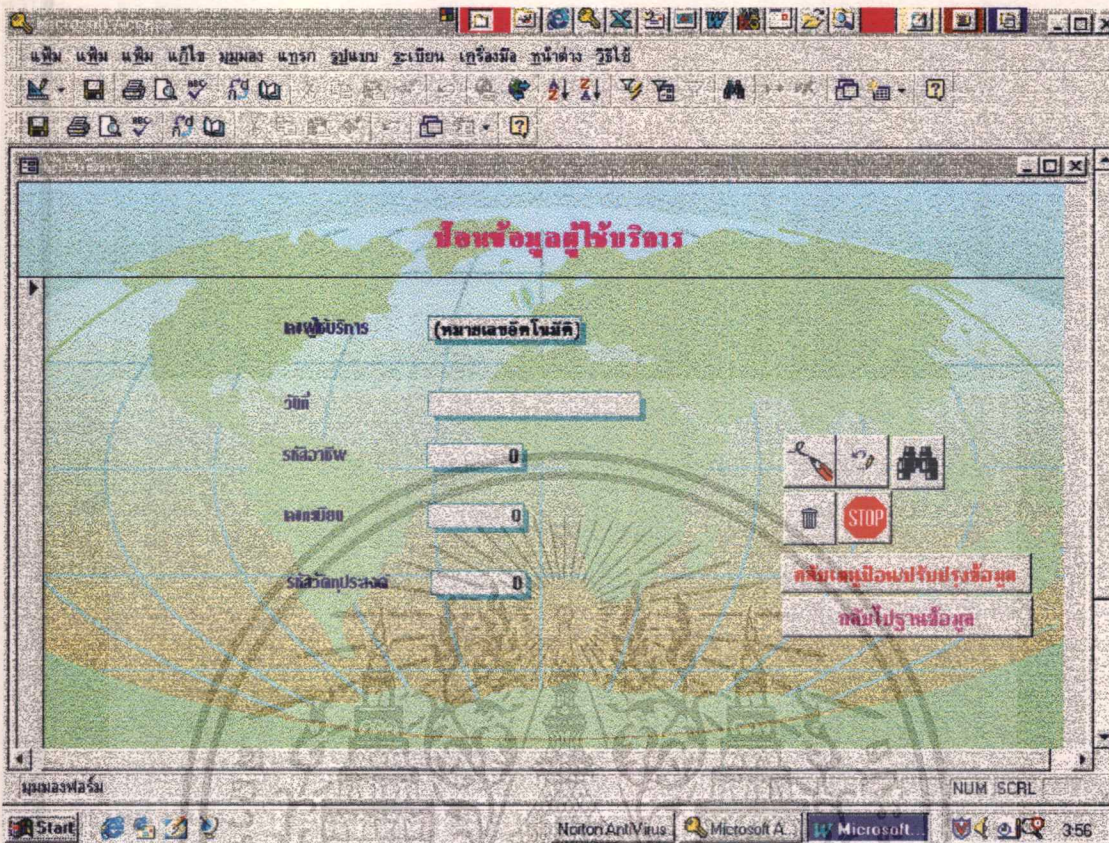 Microsoft Access
แฟ้ม แฟ้ม แฟ้ม แก้ไข มุมมอง แทรก รูปแบบ ระเบียน เครื่องมือ หน้าต่าง วิธีใช้
ป้อนข้อมูลผู้ใช้บริการ
เลขผู้ใช้บริการ (หมายเลขอัตโนมัติ)
วันที่
รหัสอาชีพ 0
เลขทะเบียน 0
รหัสวัตถุประสงค์ 0
STOP
กลับเมนูป้อน/ปรับปรุงข้อมูล
กลับไปฐานข้อมูล
มุมมองฟอร์ม NUM SCRL
Start Norton AntiVirus Microsoft A... Microsoft... 3:56